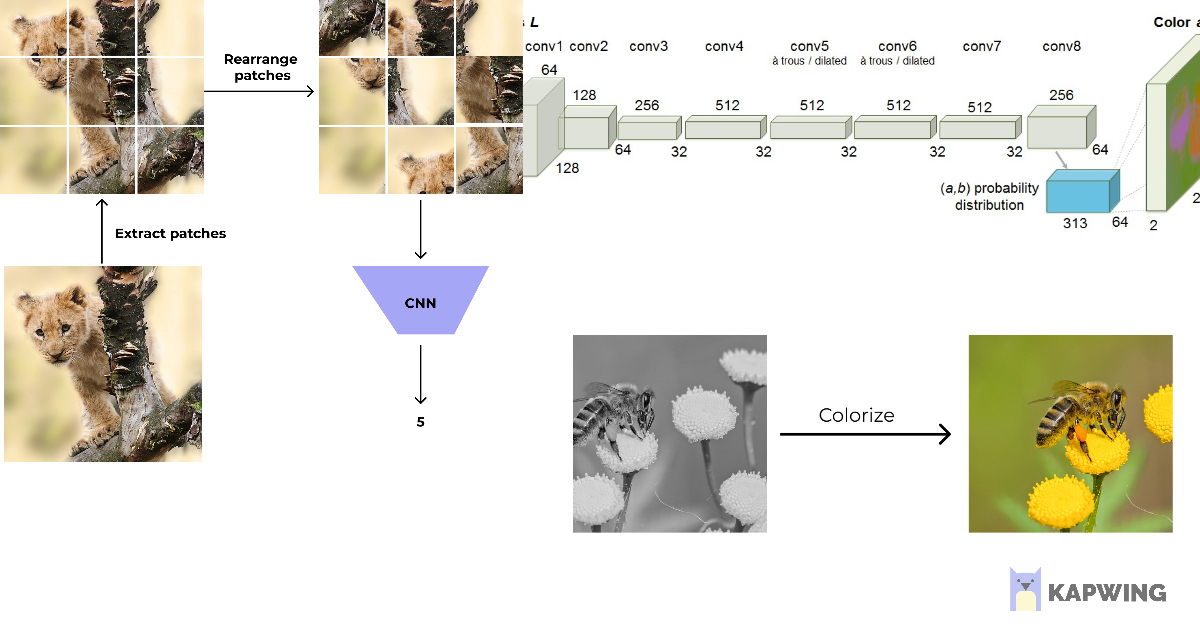 Rearrange
patches
Extract patches
CNN
5
s L
Color a
conv1 conv2 conv3 conv4 conv5 conv6 conv7 conv8
à trous / dilated à trous / dilated
64
128
256 512 512 512 512 256
64 32 32 32 32 32 64
128
(a,b) probability
distribution
313 64 2 2
Colorize
KAPWING